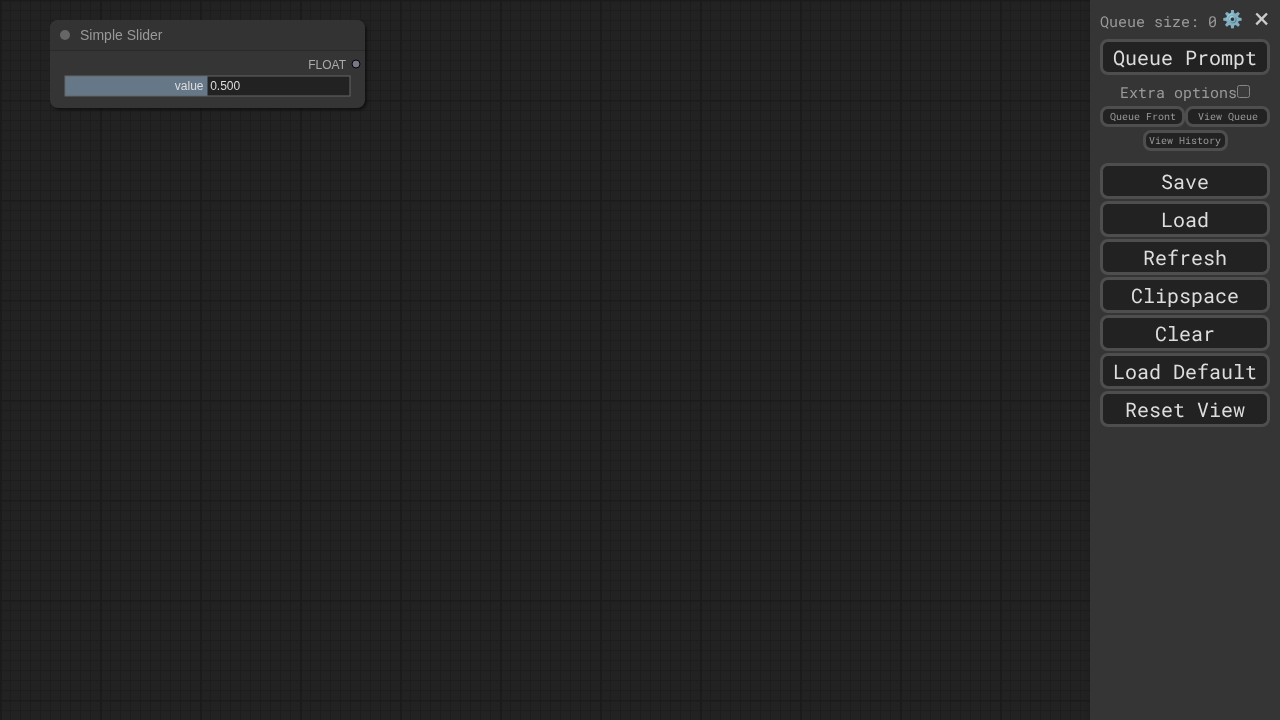 Simple Slider
FLOAT
value 0.500
Queue size: 0
Queue Prompt
Extra options
Queue Front View Queue
View History
Save
Load
Refresh
Clipspace
Clear
Load Default
Reset View